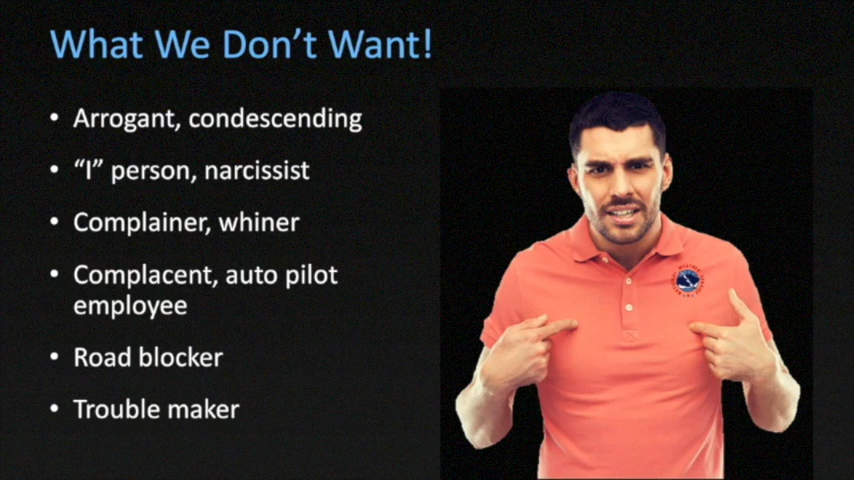 What We Don’t Want!
• Arrogant, condescending
• “I” person, narcissist
• Complainer, whiner
• Complacent, auto pilot
employee
• Road blocker
• Trouble maker